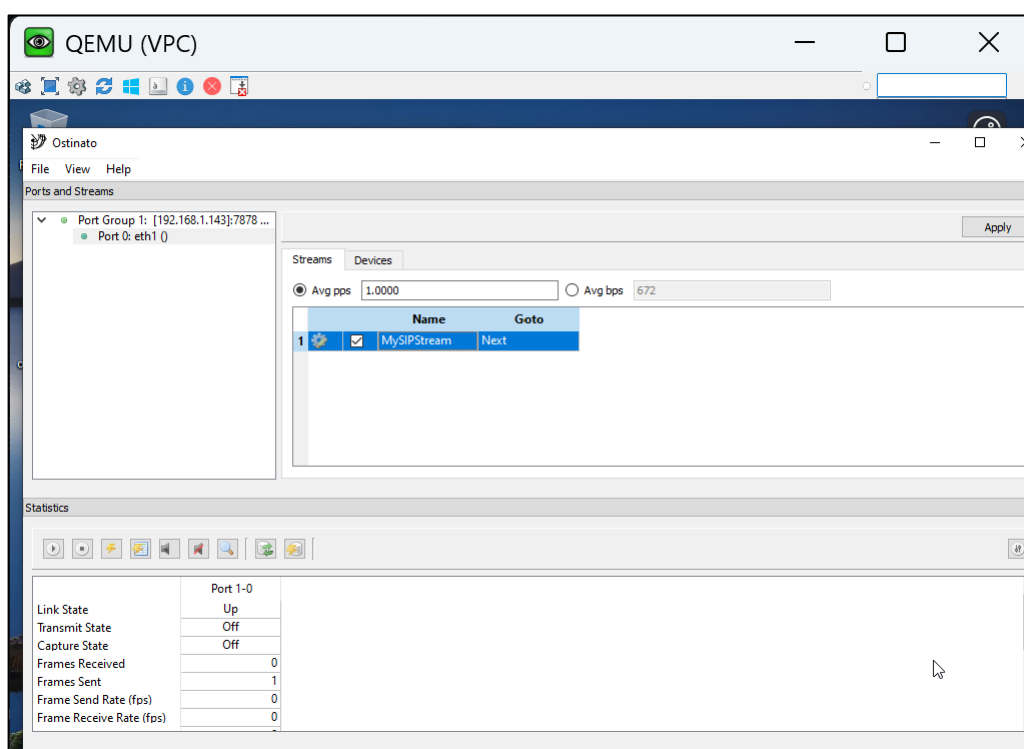 QEMU (VPC)
Ostinato
File View Help
Ports and Streams
Port Group 1: [192.168.1.143]:7878 ...
Port 0: eth1 ()
Apply
Streams Devices
Avg pps 1.0000 Avg bps 672
Name Goto
1 MySIPStream Next
Statistics
Port 1-0
Link State Up
Transmit State Off
Capture State Off
Frames Received 0
Frames Sent 1
Frame Send Rate (fps) 0
Frame Receive Rate (fps) 0